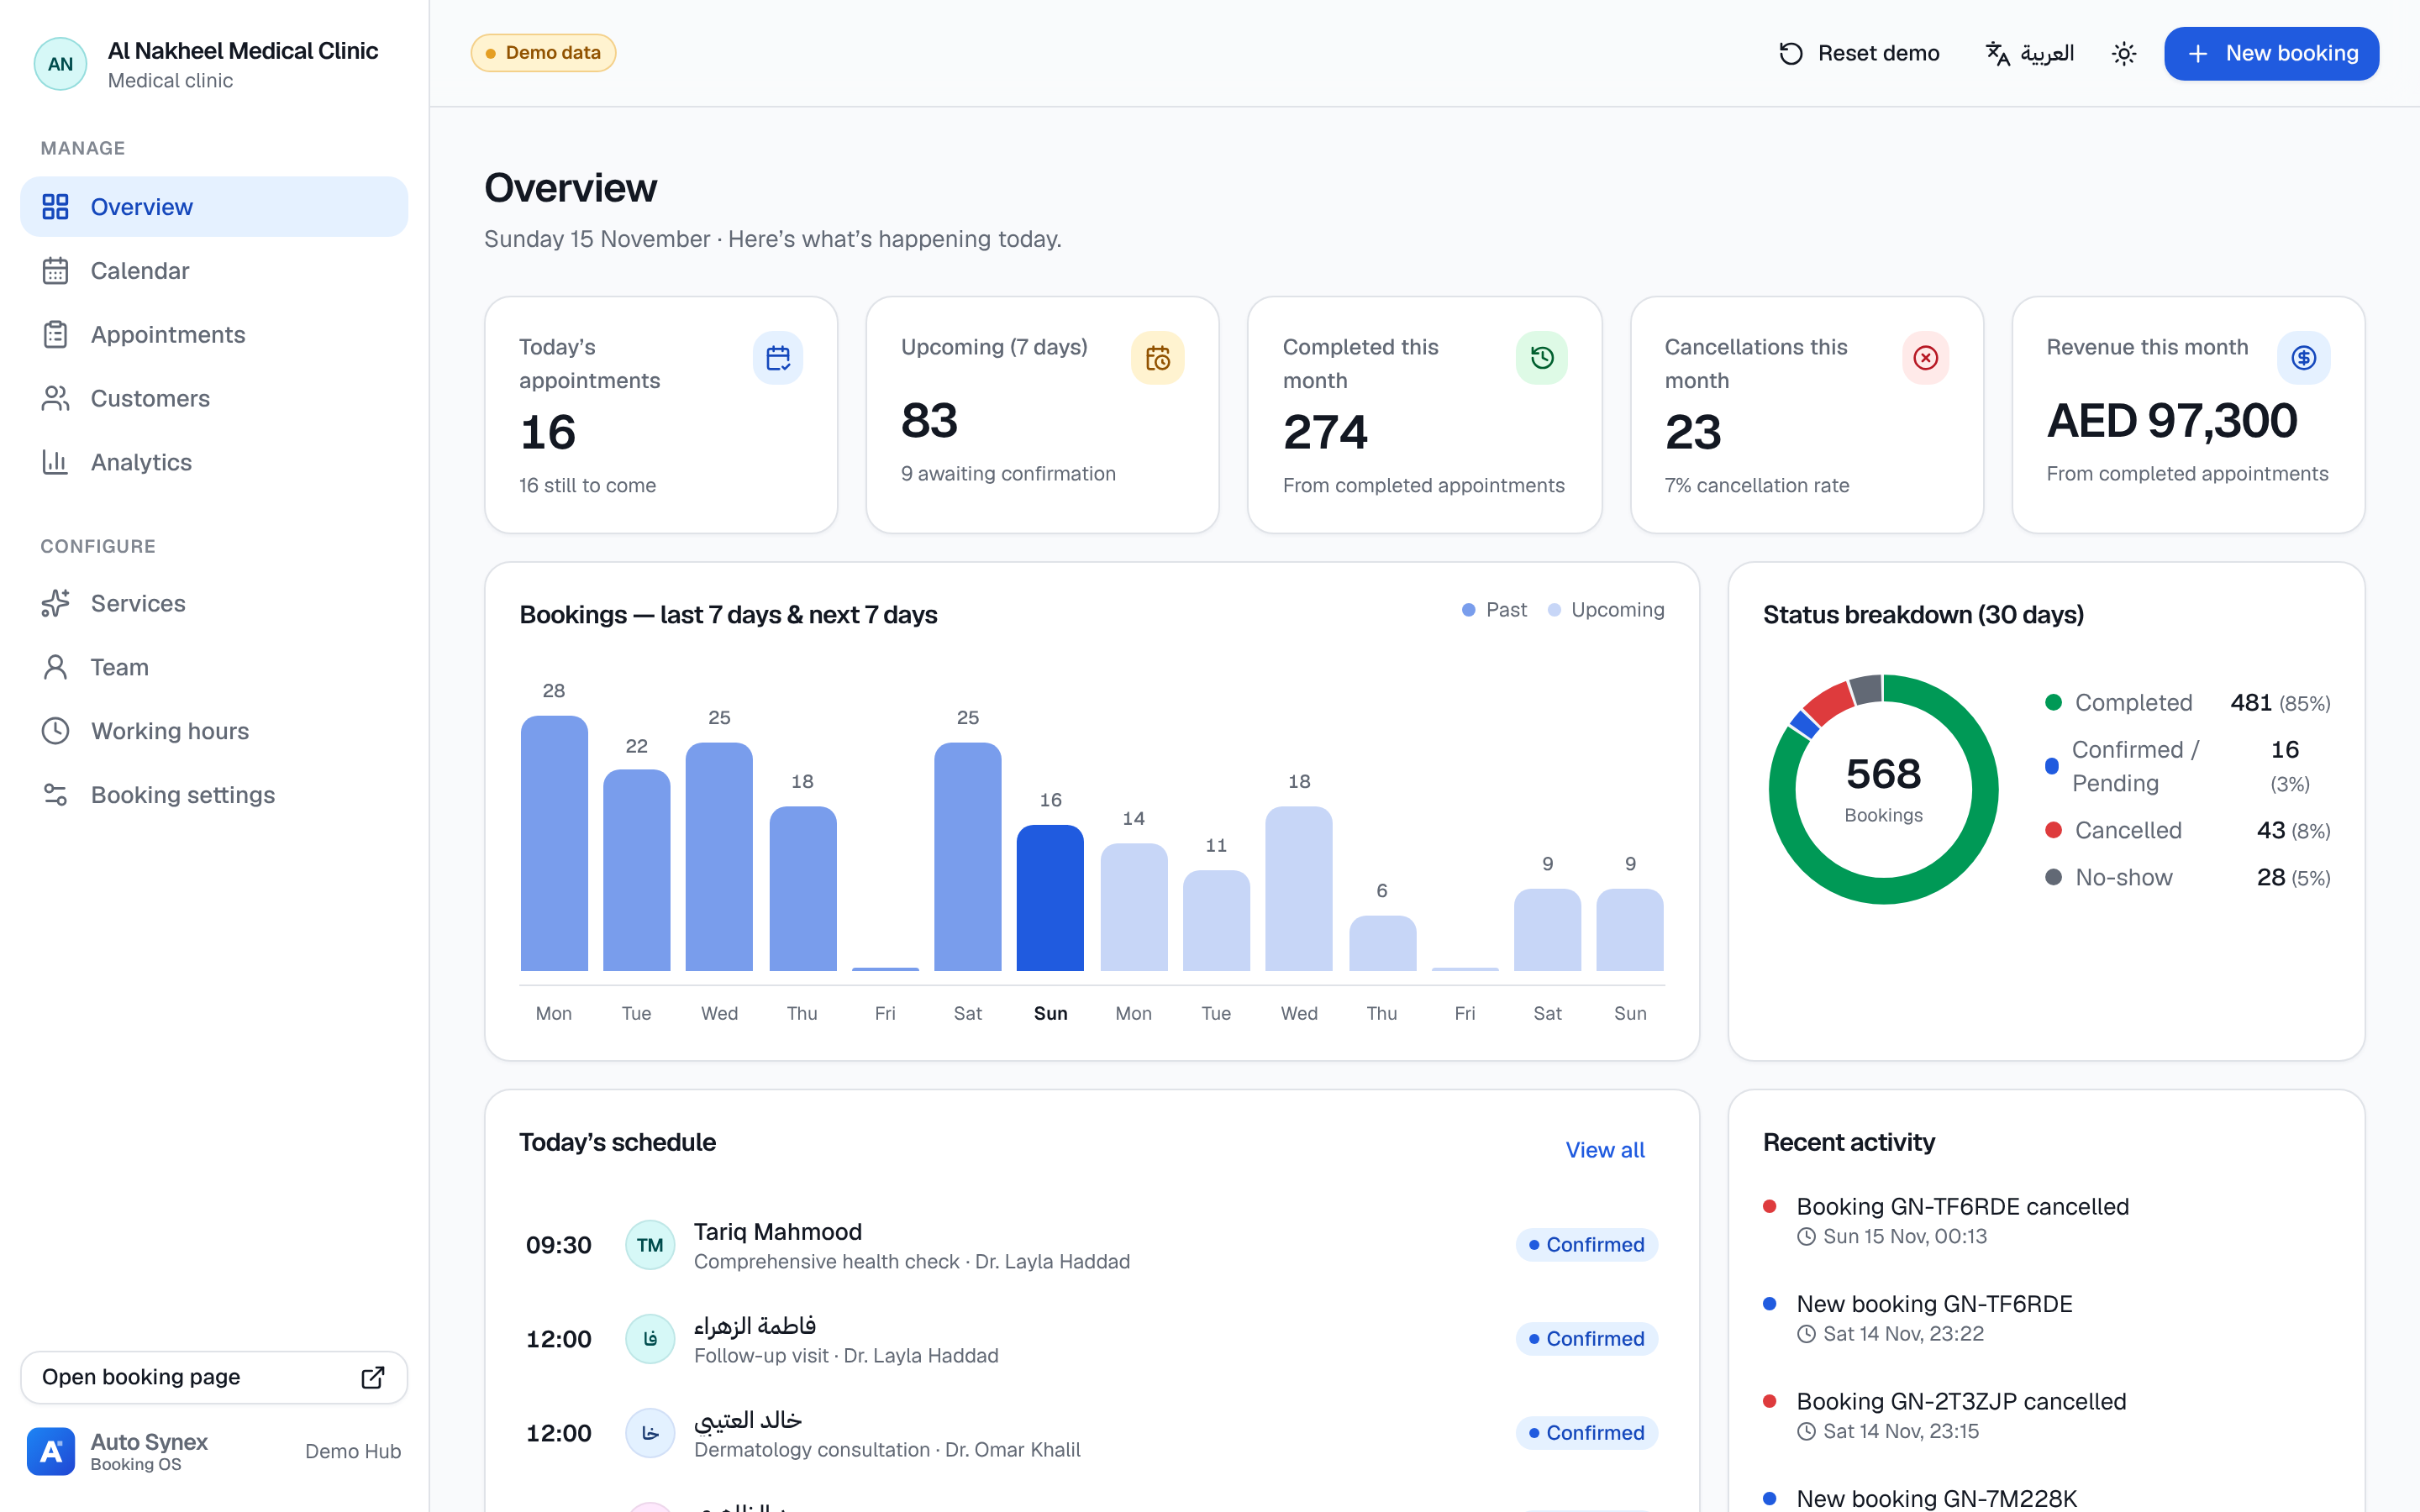 AN
Al Nakheel Medical Clinic
Medical clinic
MANAGE
Overview
Calendar
Appointments
Customers
Analytics
CONFIGURE
Services
Team
Working hours
Booking settings
Open booking page
Auto Synex
Booking OS
Demo Hub
Demo data
Reset demo
العربية
New booking
Overview
Sunday 15 November · Here’s what’s happening today.
Today’s
appointments
16
16 still to come
Upcoming (7 days)
83
9 awaiting confirmation
Completed this
month
274
From completed appointments
Cancellations this
month
23
7% cancellation rate
Revenue this month
AED 97,300
From completed appointments
Bookings — last 7 days & next 7 days
Past
Upcoming
28
22
25
18
25
16
14
11
18
6
9
9
Mon
Tue
Wed
Thu
Fri
Sat
Sun
Mon
Tue
Wed
Thu
Fri
Sat
Sun
Status breakdown (30 days)
568
Bookings
Completed 481 (85%)
Confirmed / 16
Pending (3%)
Cancelled 43 (8%)
No-show 28 (5%)
Today’s schedule
View all
09:30
TM
Tariq Mahmood
Comprehensive health check · Dr. Layla Haddad
Confirmed
12:00
فا
فاطمة الزهراء
Follow-up visit · Dr. Layla Haddad
Confirmed
12:00
خا
خالد العتيبي
Dermatology consultation · Dr. Omar Khalil
Confirmed
Recent activity
Booking GN-TF6RDE cancelled
Sun 15 Nov, 00:13
New booking GN-TF6RDE
Sat 14 Nov, 23:22
Booking GN-2T3ZJP cancelled
Sat 14 Nov, 23:15
New booking GN-7M228K